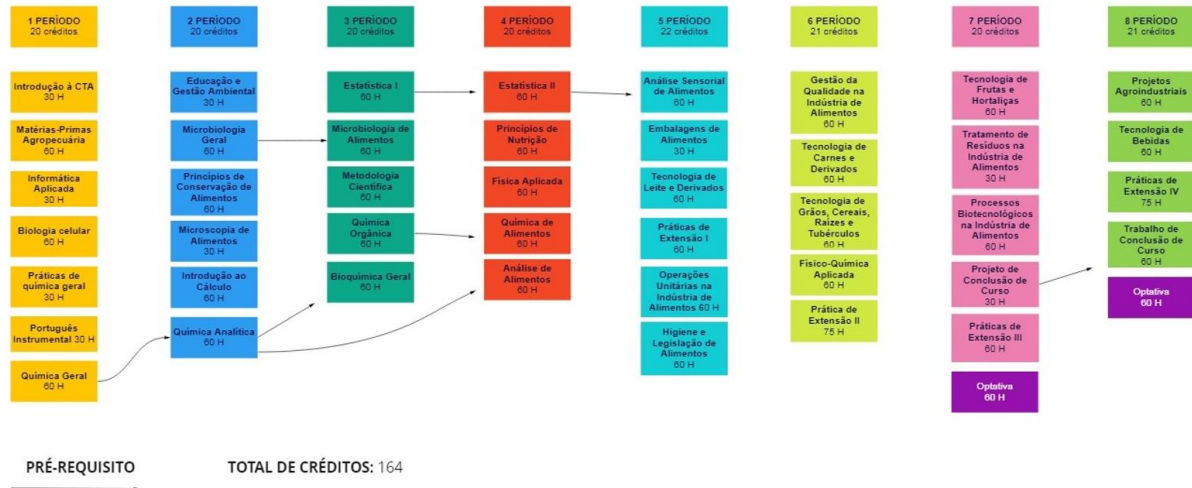 1 PERÍODO
20 créditos
Introdução à CTA
30 H
Matérias-Primas
Agropecuária
60 H
Informática
Aplicada
30 H
Biologia celular
60 H
Práticas de
química geral
30 H
Português
Instrumental 30 H
Química Geral
60 H
2 PERÍODO
20 créditos
Educação e
Gestão Ambiental
30 H
Microbiologia
Geral
60 H
Princípios de
Conservação de
Alimentos
60 H
Microscopia de
Alimentos
30 H
Introdução ao
Cálculo
60 H
Química Analítica
60 H
3 PERÍODO
20 créditos
Estatística I
60 H
Microbiologia de
Alimentos
60 H
Metodologia
Científica
60 H
Química
Orgânica
60 H
Bioquímica Geral
60 H
4 PERÍODO
20 créditos
Estatística II
60 H
Princípios de
Nutrição
60 H
Física Aplicada
60 H
Química de
Alimentos
60 H
Análise de
Alimentos
60 H
5 PERÍODO
22 créditos
Análise Sensorial
de Alimentos
60 H
Embalagens de
Alimentos
30 H
Tecnologia de
Leite e Derivados
60 H
Práticas de
Extensão I
60 H
Operações
Unitárias na
Indústria de
Alimentos 60 H
Higiene e
Legislação de
Alimentos
60 H
6 PERÍODO
21 créditos
Gestão da
Qualidade na
Indústria de
Alimentos
60 H
Tecnologia de
Carnes e
Derivados
60 H
Tecnologia de
Grãos, Cereais,
Raízes e
Tubérculos
60 H
Físico-Química
Aplicada
60 H
Prática de
Extensão II
75 H
7 PERÍODO
20 créditos
Tecnologia de
Frutas e
Hortaliças
60 H
Tratamento de
Resíduos na
Indústria de
Alimentos
30 H
Processos
Biotecnológicos
na Indústria de
Alimentos
60 H
Projeto de
Conclusão de
Curso
30 H
Práticas de
Extensão III
60 H
Optativa
60 H
8 PERÍODO
21 créditos
Projetos
Agroindustriais
60 H
Tecnologia de
Bebidas
60 H
Práticas de
Extensão IV
75 H
Trabalho de
Conclusão de
Curso
60 H
Optativa
60 H
PRÉ-REQUISITO
TOTAL DE CRÉDITOS: 164